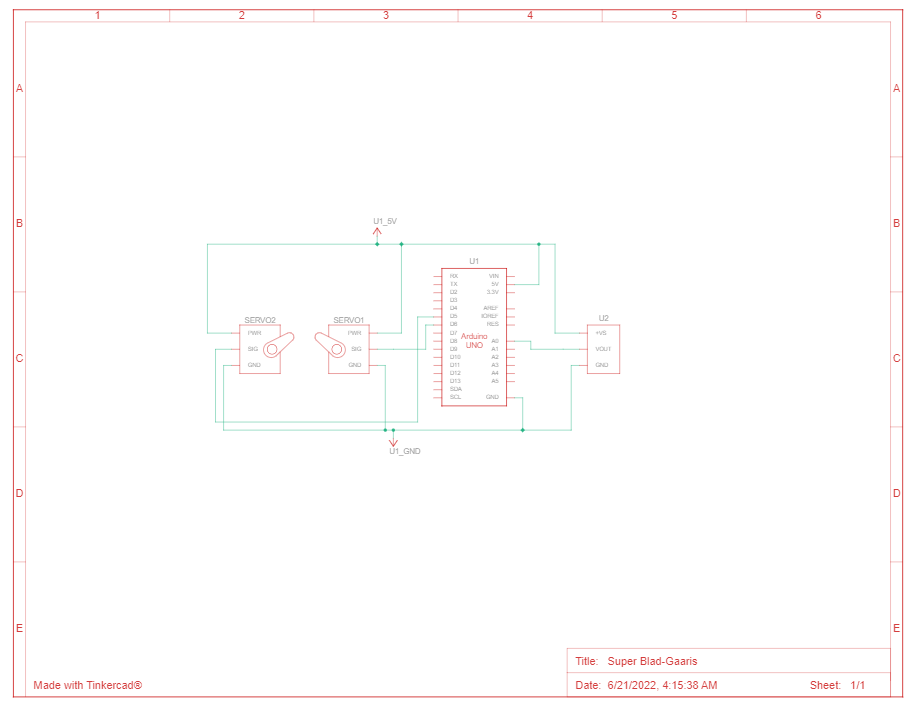 1 2 3 4 5 6
A A
B B
U1_5V
U1
RX VIN
TX 5V
D2 3.3V
D3
D4 AREF
D5 IOREF
D6 RES
D7
D8 A0
D9 A1
D10 A2
D11 A3
D12 A4
D13 A5
SDA
SCL GND
Arduino
UNO
SERVO2
PWR
SIG
GND
SERVO1
PWR
SIG
GND
U2
+VS
VOUT
GND
C C
U1_GND
D D
E E
Title: Super Blad-Gaaris
Date: 6/21/2022, 4:15:38 AM Sheet: 1/1
Made with Tinkercad®